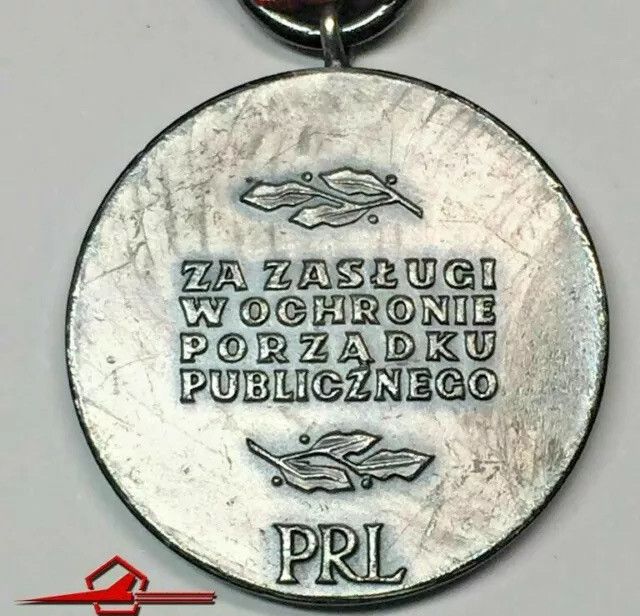 ZA ZASŁUGI
W OCHRONIE
PORZĄDKU
PUBLICZNEGO
PRL